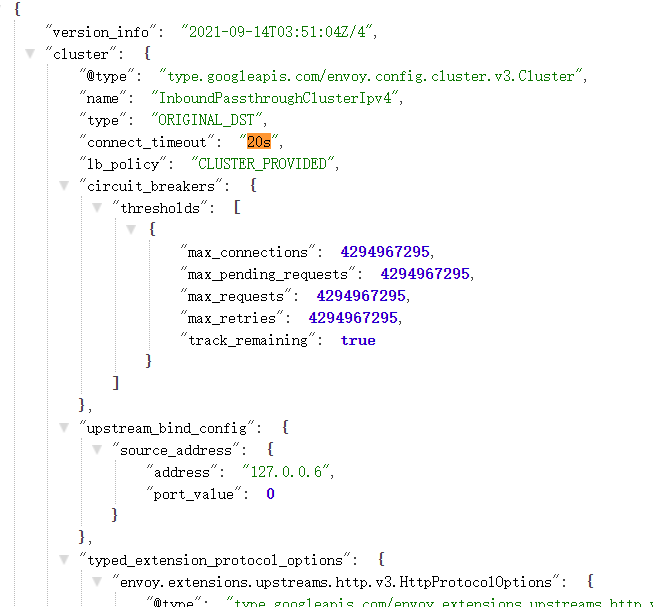 {
"version_info": "2021-09-14T03:51:04Z/4",
"cluster": {
"@type": "type.googleapis.com/envoy.config.cluster.v3.Cluster",
"name": "InboundPassthroughClusterIpv4",
"type": "ORIGINAL_DST",
"connect_timeout": "20s",
"lb_policy": "CLUSTER_PROVIDED",
"circuit_breakers": {
"thresholds": [
{
"max_connections": 4294967295,
"max_pending_requests": 4294967295,
"max_requests": 4294967295,
"max_retries": 4294967295,
"track_remaining": true
}
]
},
"upstream_bind_config": {
"source_address": {
"address": "127.0.0.6",
"port_value": 0
}
},
"typed_extension_protocol_options": {
"envoy.extensions.upstreams.http.v3.HttpProtocolOptions": {
"@type": "type.googleapis.com/envoy.extensions.upstreams.http.v